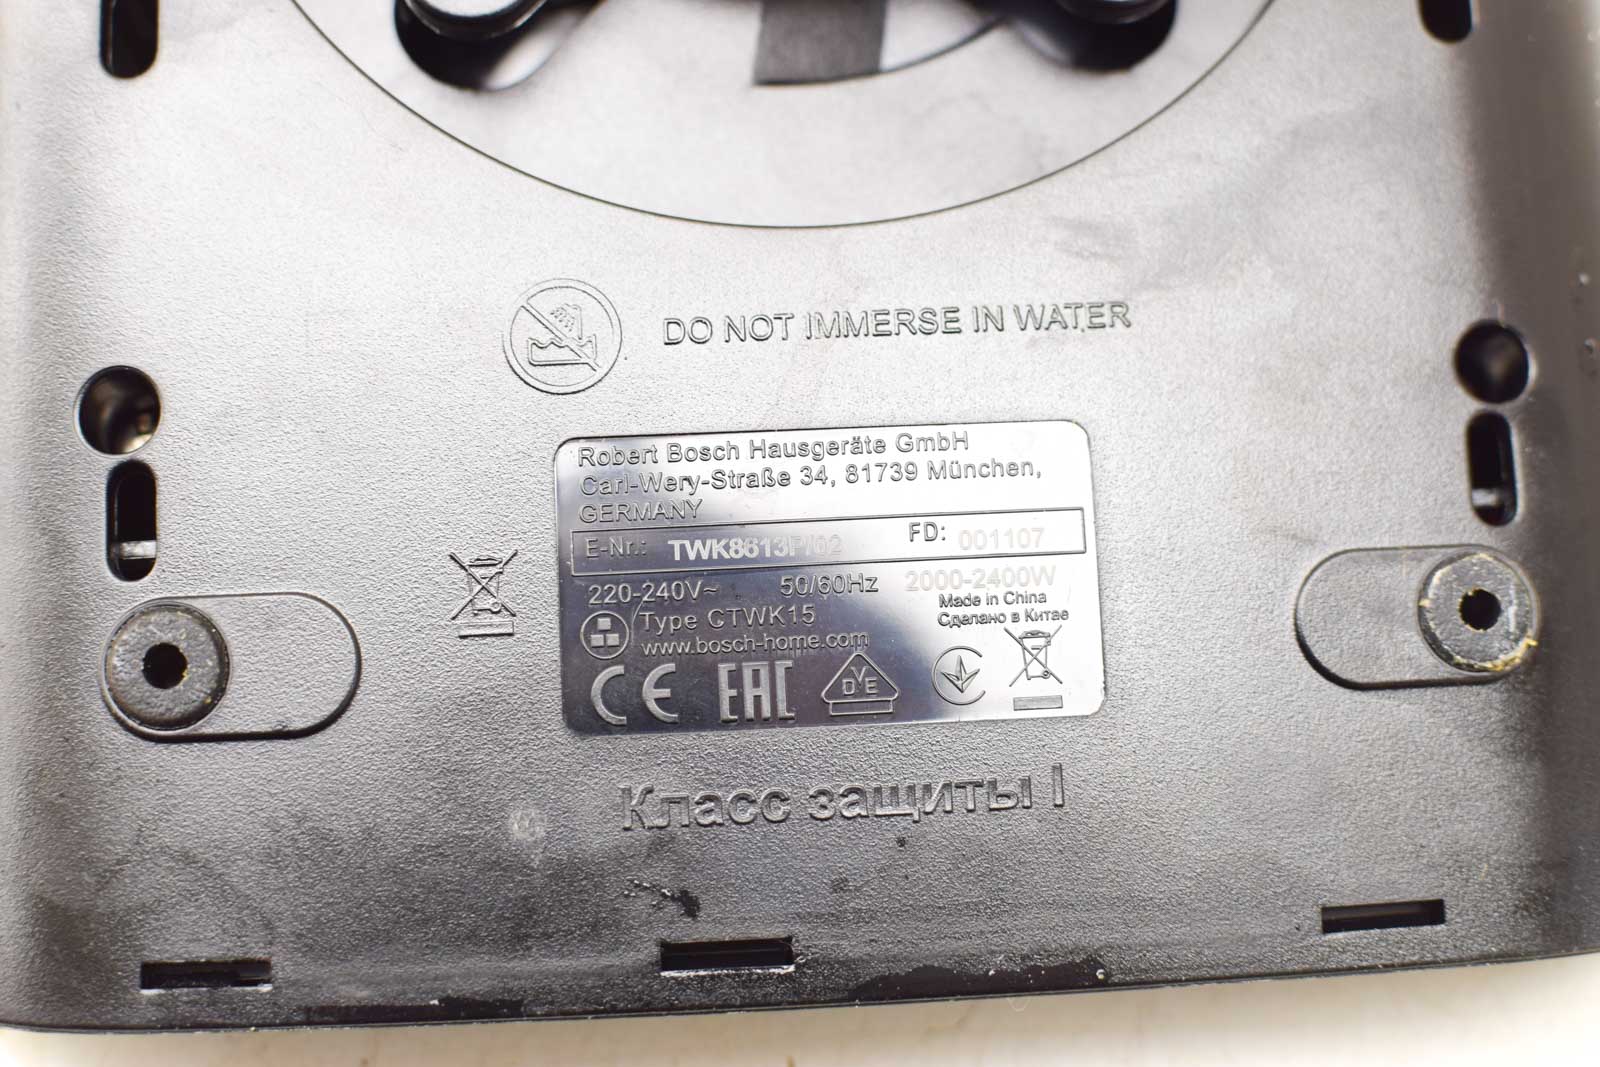 DO NOT IMMERSE IN WATER
Robert Bosch Hausgeräte GmbH
Carl-Wery-Straße 34, 81739 München,
GERMANY
E-Nr.: TWK8613P/02 FD: 001107
220-240V~ 50/60Hz 2000-2400W
Made in China
Type CTWK15
Сделано в Китае
www.bosch-home.com
CE EAC DVE
Класс защиты I